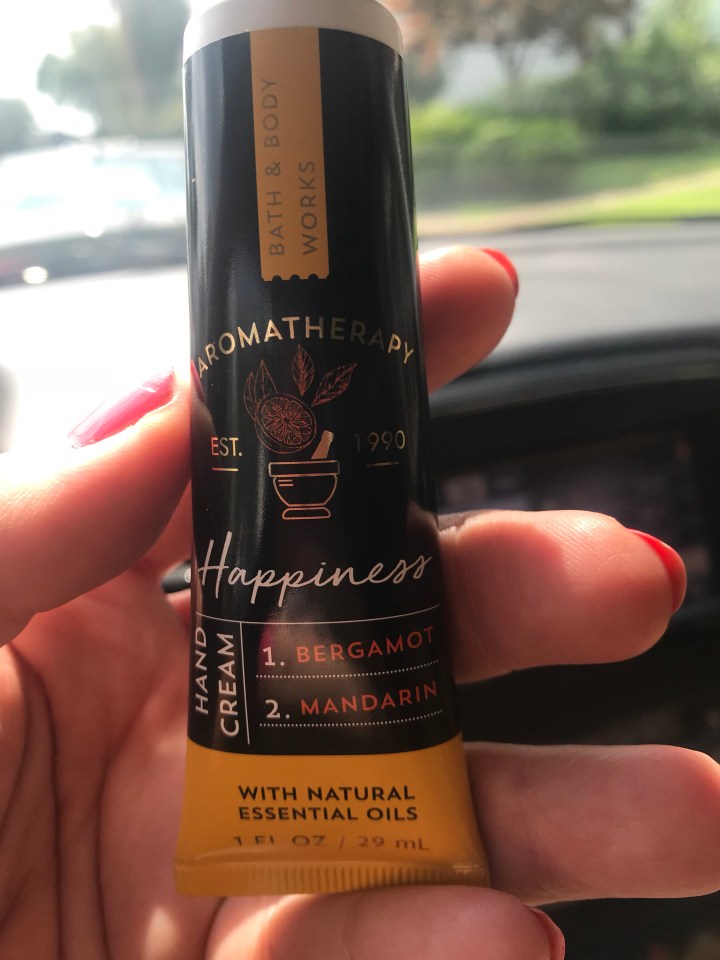 BATH & BODY
WORKS
AROMATHERAPY
EST. 1990
Happiness
HAND
CREAM
1. BERGAMOT
2. MANDARIN
WITH NATURAL
ESSENTIAL OILS
1 FL OZ / 29 mL